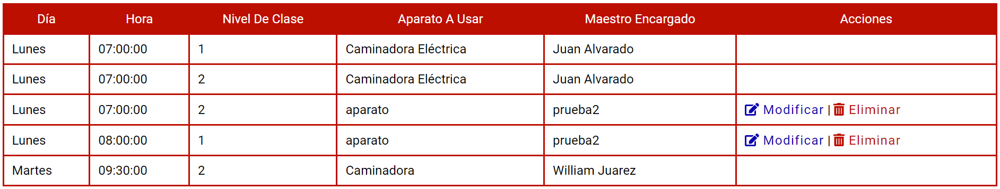 Día Hora Nivel De Clase Aparato A Usar Maestro Encargado Acciones
Lunes 07:00:00 1 Caminadora Eléctrica Juan Alvarado
Lunes 07:00:00 2 Caminadora Eléctrica Juan Alvarado
Lunes 07:00:00 2 aparato prueba2 Modificar | Eliminar
Lunes 08:00:00 1 aparato prueba2 Modificar | Eliminar
Martes 09:30:00 2 Caminadora William Juarez